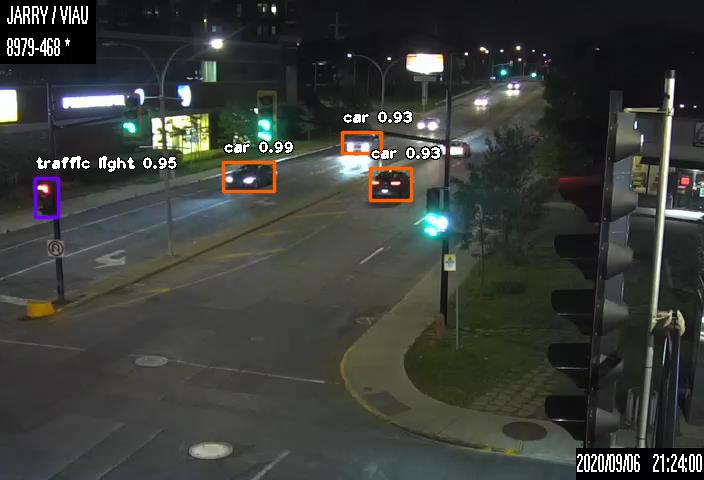 JARRY / VIAU
8979-468 *
car 0.93
car 0.99
car 0.93
traffic light 0.95
2020/09/06 21:24:00